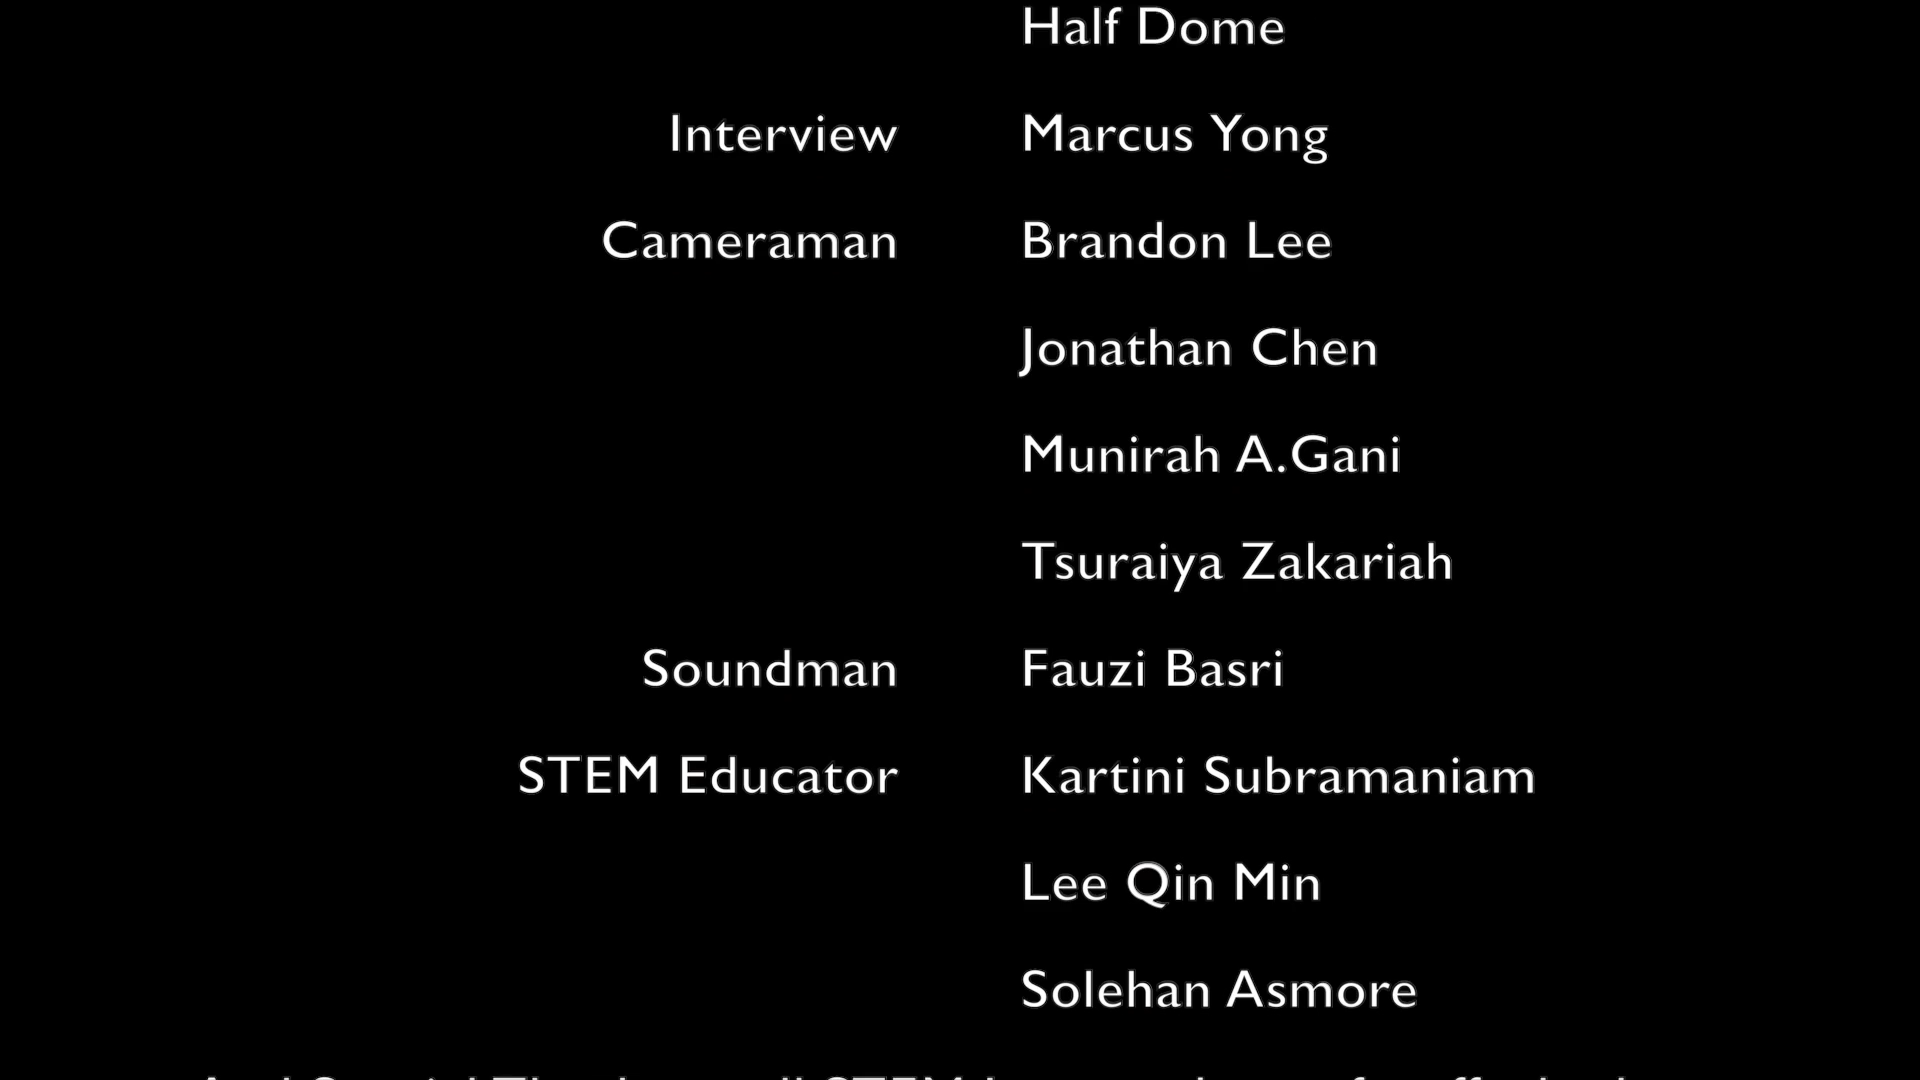 Half Dome
Interview Marcus Yong
Cameraman Brandon Lee
Jonathan Chen
Munirah A.Gani
Tsuraiya Zakariah
Soundman Fauzi Basri
STEM Educator Kartini Subramaniam
Lee Qin Min
Solehan Asmore